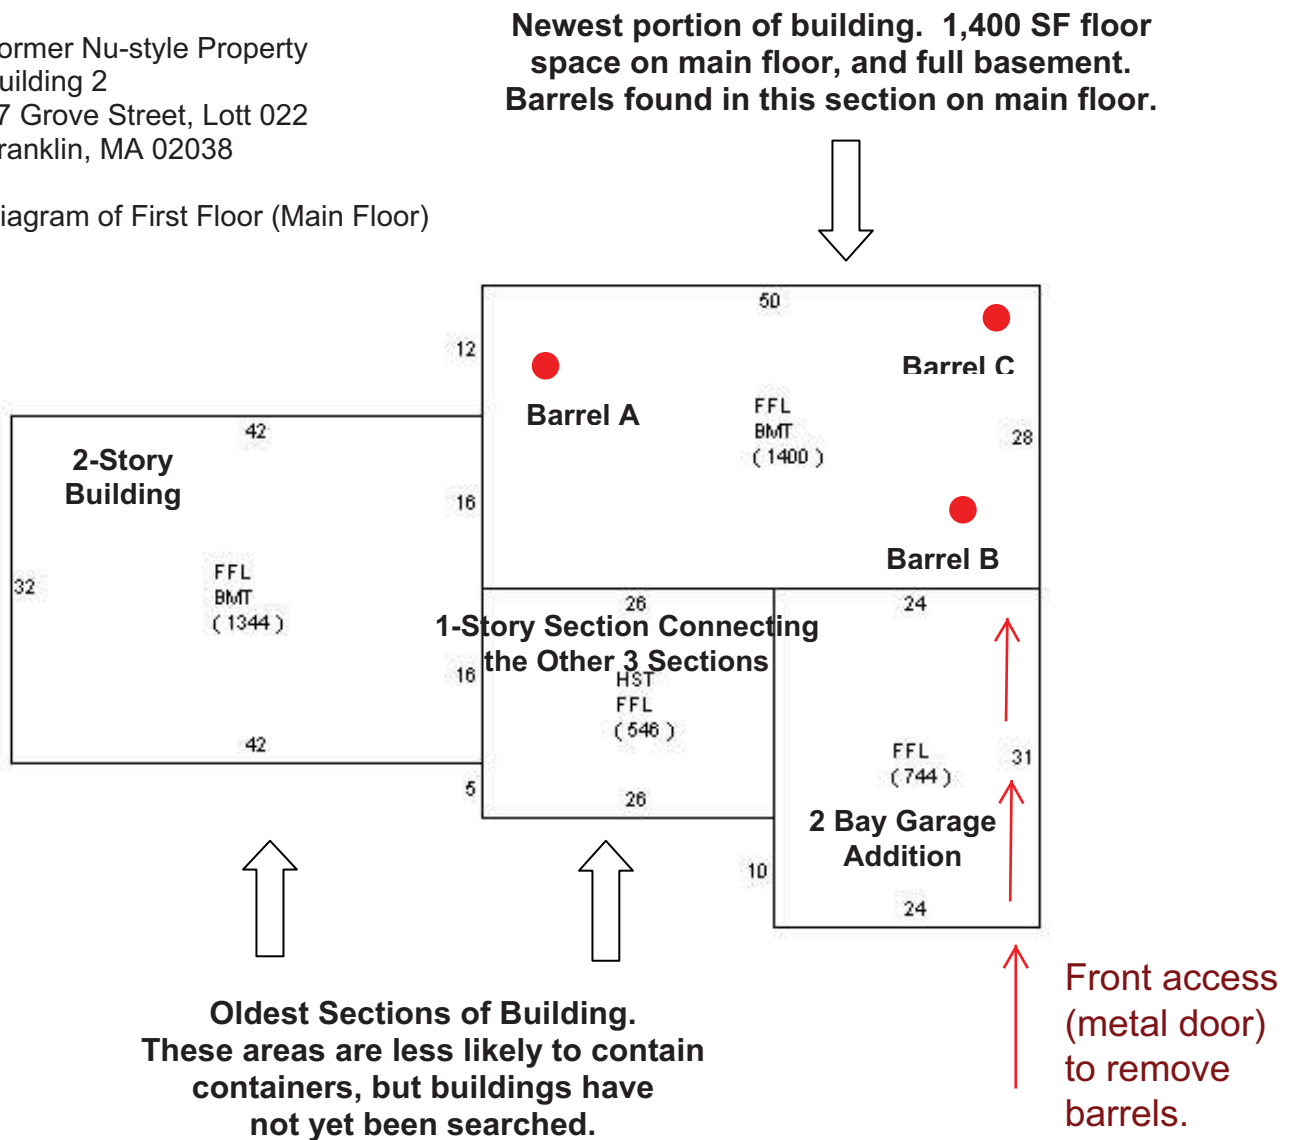 ormer Nu-style Property
uilding 2
7 Grove Street, Lott 022
ranklin, MA 02038
iagram of First Floor (Main Floor)
Newest portion of building.  1,400 SF floor
space on main floor, and full basement.
Barrels found in this section on main floor.
50
12
Barrel C
Barrel A
FFL
BMT
( 1400 )
28
42
2-Story
Building
16
Barrel B
32
FFL
BMT
( 1344 )
26
24
1-Story Section Connecting
the Other 3 Sections
16
HST
FFL
( 546 )
42
FFL
( 744 )
31
5
26
2 Bay Garage
Addition
10
24
Oldest Sections of Building.
These areas are less likely to contain
containers, but buildings have
not yet been searched.
Front access
(metal door)
to remove
barrels.